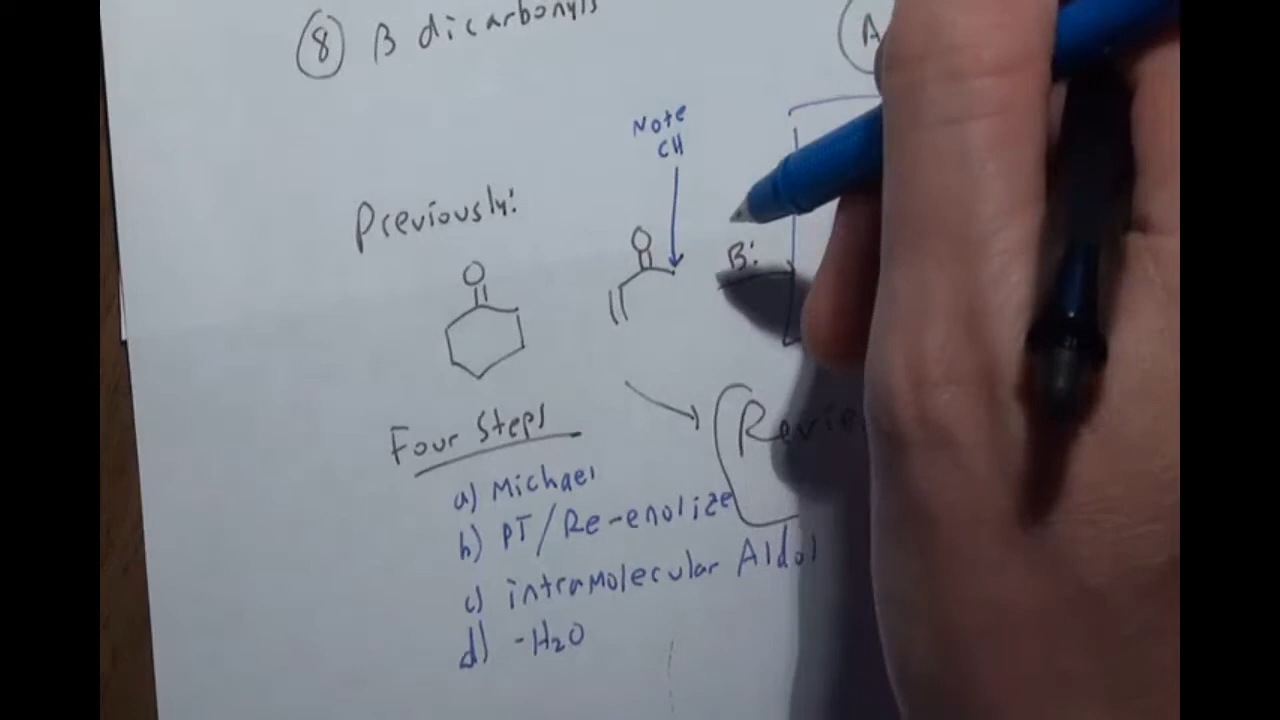 ⑧ β dicarbonyls
A
Note
CH
Previously:
O
O
B:
Four Steps
a) Michael
b) PT/Re-enolize
c) intramolecular Aldol
d) -H₂O